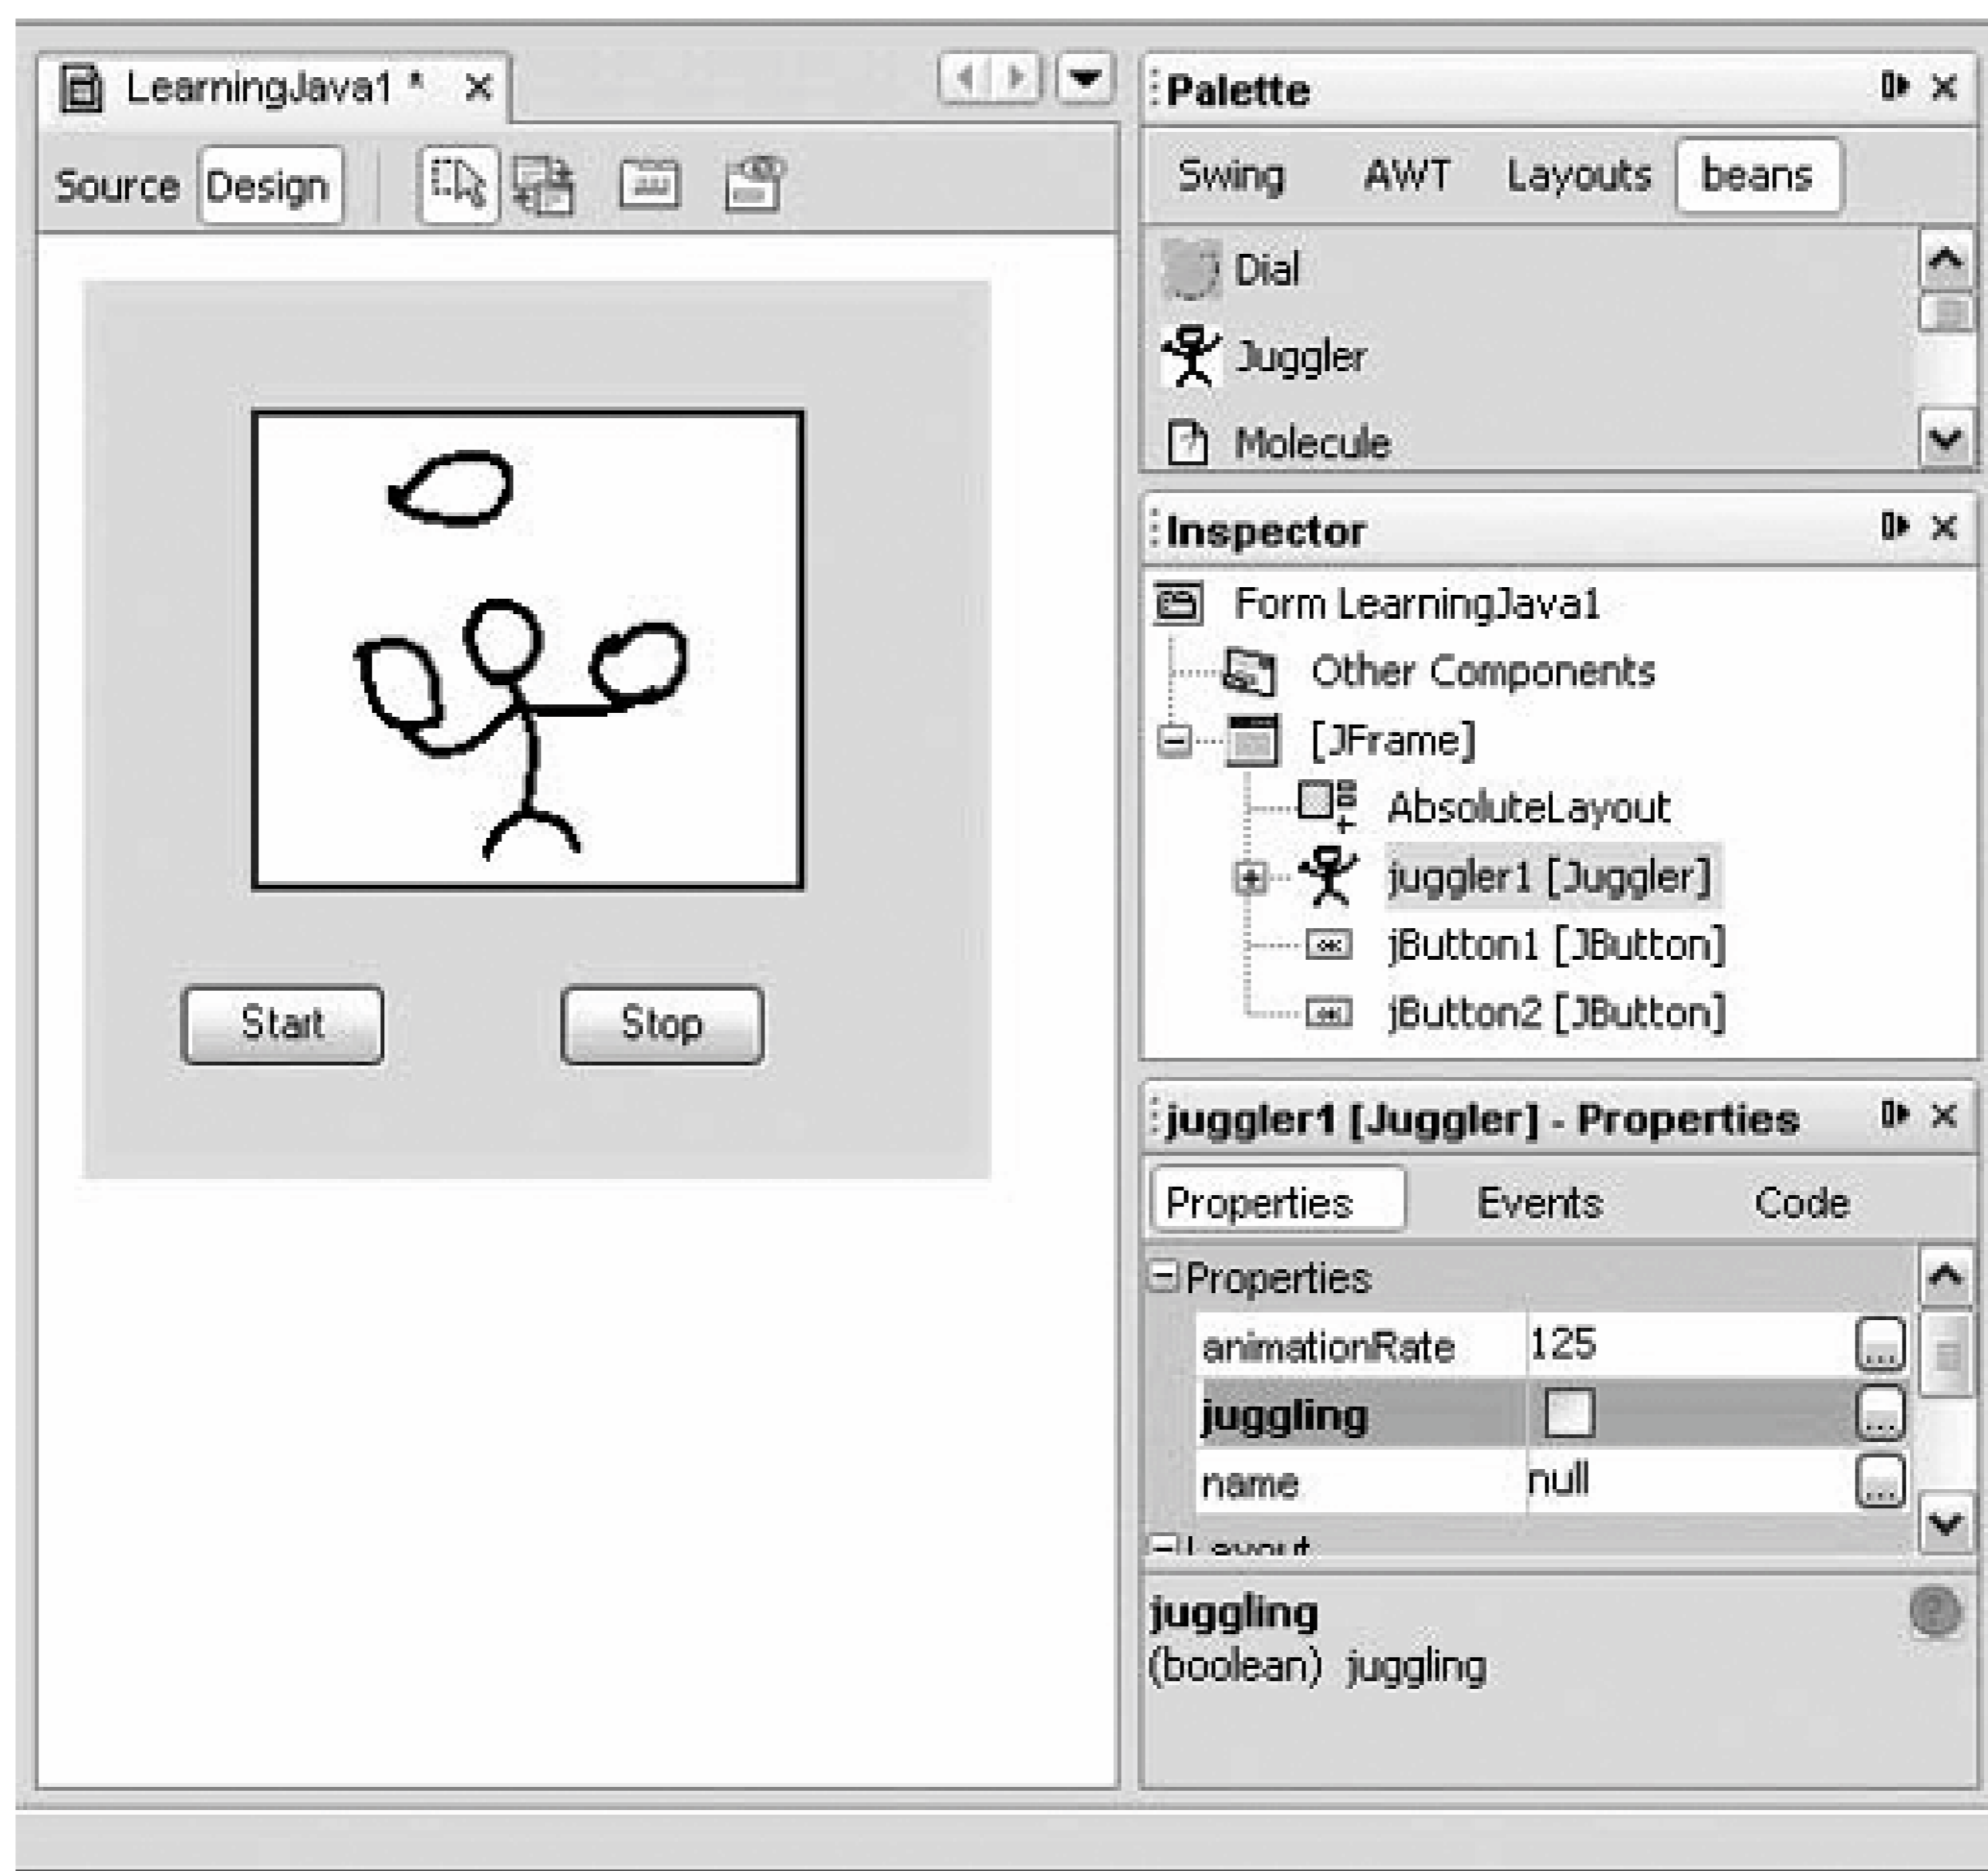 LearningJava1 *
Source Design
Start Stop
Palette
Swing AWT Layouts beans
Dial
Juggler
Molecule
Inspector
Form LearningJava1
Other Components
[JFrame]
AbsoluteLayout
juggler1 [Juggler]
jButton1 [JButton]
jButton2 [JButton]
juggler1 [Juggler] - Properties
Properties Events Code
Properties
animationRate 125 ...
juggling ...
name null ...
Layout
juggling
(boolean) juggling